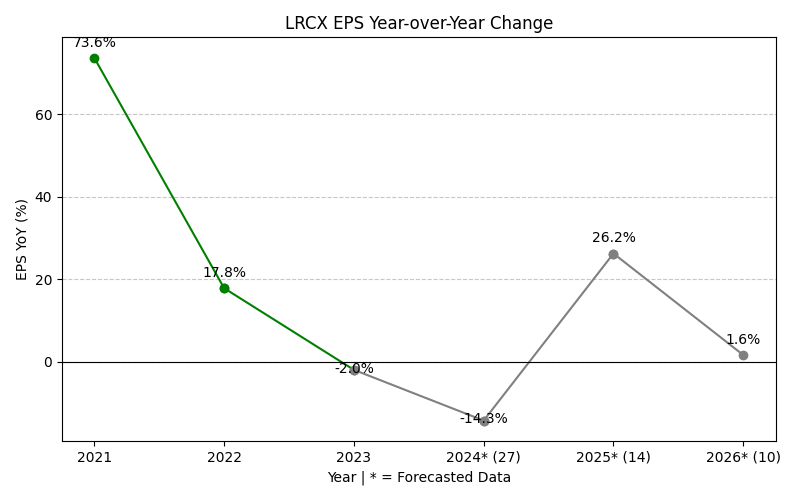 LRCX EPS Year-over-Year Change
73.6%
60
40
26.2%
17.8%
20
1.6%
0
-2.0%
-14.3%
EPS YoY (%)
2021 2022 2023 2024* (27) 2025* (14) 2026* (10)
Year | * = Forecasted Data